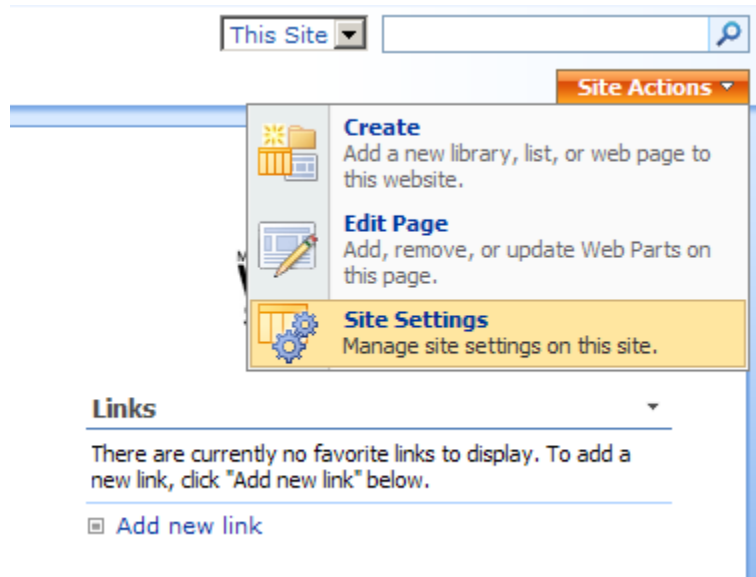 This Site
Site Actions
Create
Add a new library, list, or web page to
this website.
Edit Page
Add, remove, or update Web Parts on
this page.
Site Settings
Manage site settings on this site.
Links
There are currently no favorite links to display. To add a
new link, click "Add new link" below.
Add new link